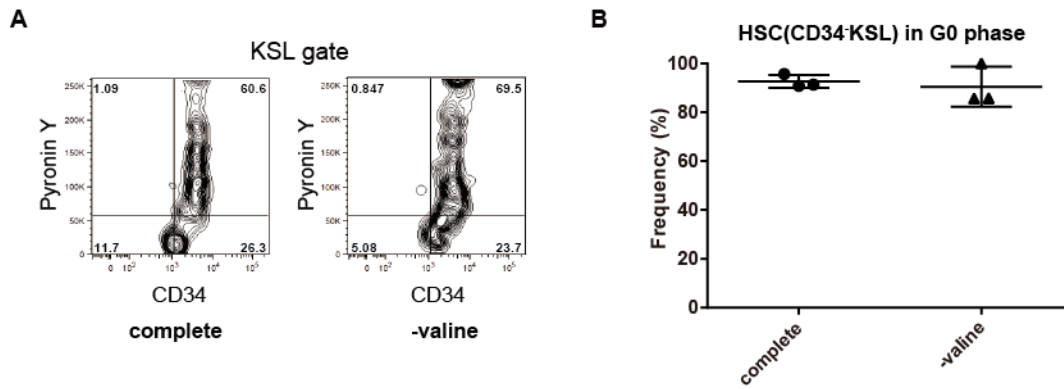 A
KSL gate
1.09 60.6
250K
200K
150K
100K
50K
0
11.7 26.3
0 10² 10³ 10⁴ 10⁵
Pyronin Y
CD34
complete
0.847 69.5
250K
200K
150K
100K
50K
0
5.08 23.7
0 10² 10³ 10⁴ 10⁵
Pyronin Y
CD34
-valine
B
HSC(CD34⁻KSL) in G0 phase
Frequency (%)
100
80
60
40
20
0
complete
-valine